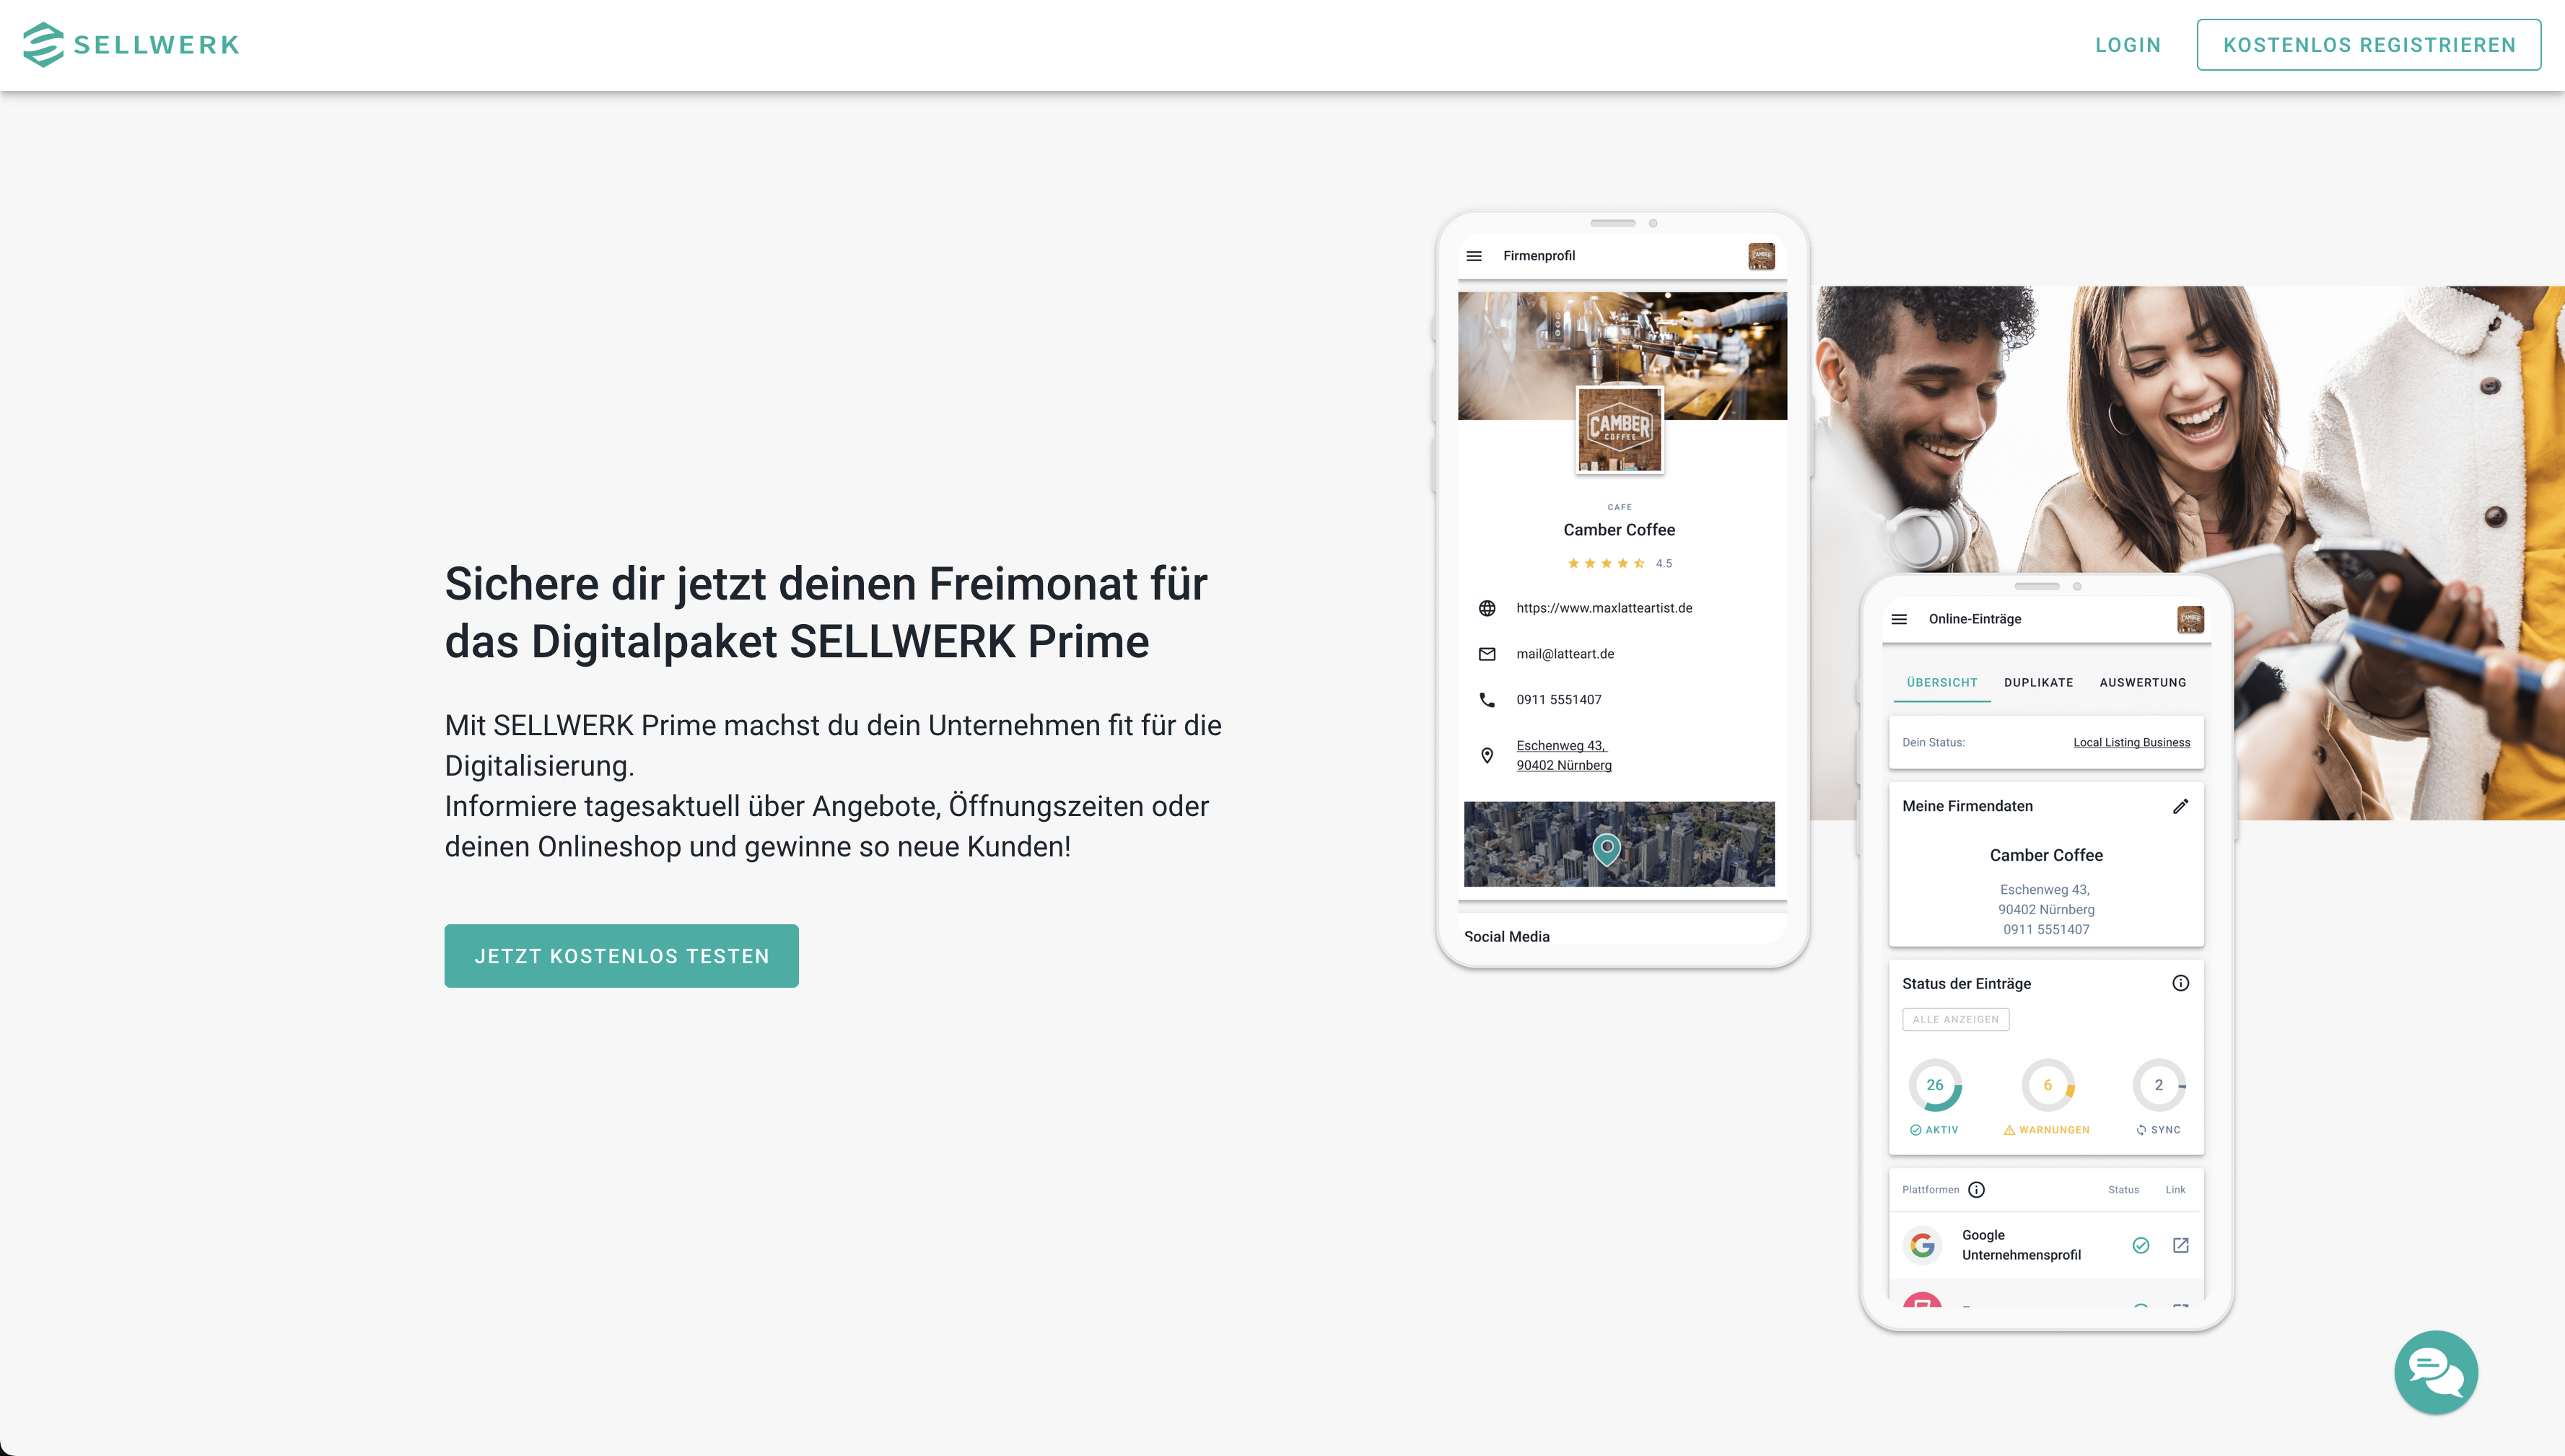 SELLWERK
LOGIN
KOSTENLOS REGISTRIEREN
Sichere dir jetzt deinen Freimonat für
das Digitalpaket SELLWERK Prime
Mit SELLWERK Prime machst du dein Unternehmen fit für die
Digitalisierung.
Informiere tagesaktuell über Angebote, Öffnungszeiten oder
deinen Onlineshop und gewinne so neue Kunden!
JETZT KOSTENLOS TESTEN
Firmenprofil
CAMBER
COFFEE
CAFE
Camber Coffee
4.5
https://www.maxlatteartist.de
mail@latteart.de
0911 5551407
Eschenweg 43,
90402 Nürnberg
Social Media
Online-Einträge
ÜBERSICHT
DUPLIKATE
AUSWERTUNG
Dein Status:
Local Listing Business
Meine Firmendaten
Camber Coffee
Eschenweg 43,
90402 Nürnberg
0911 5551407
Status der Einträge
ALLE ANZEIGEN
26
6
2
AKTIV
WARNUNGEN
SYNC
Plattformen
Status
Link
Google
Unternehmensprofil